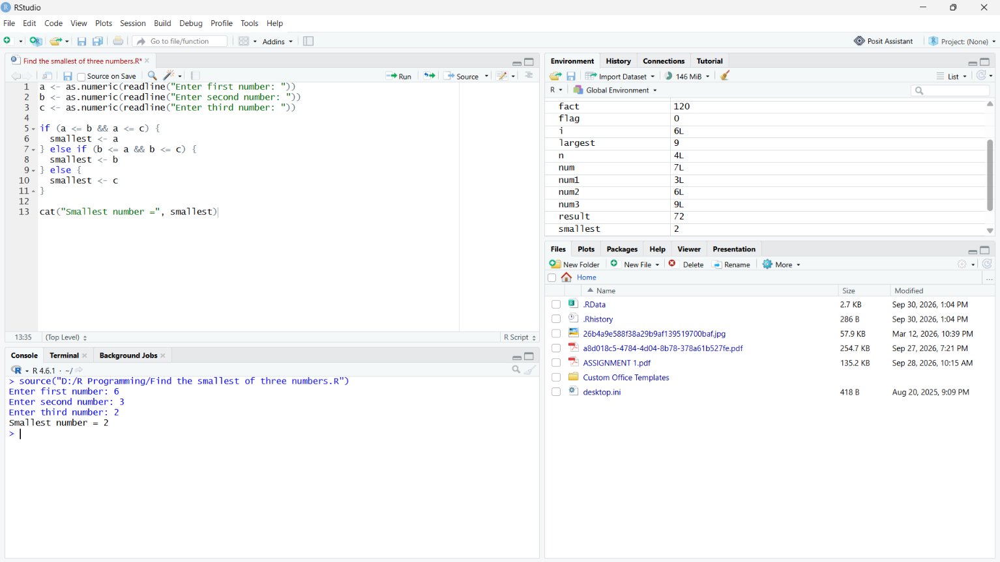 RStudio
File Edit Code View Plots Session Build Debug Profile Tools Help
Go to file/function Addins Posit Assistant Project: (None)
Find the smallest of three numbers.R*
Source on Save Run Source
1 a <- as.numeric(readline("Enter first number: "))
2 b <- as.numeric(readline("Enter second number: "))
3 c <- as.numeric(readline("Enter third number: "))
4
5 if (a <= b && a <= c) {
6 smallest <- a
7 } else if (b <= a && b <= c) {
8 smallest <- b
9 } else {
10 smallest <- c
11 }
12
13 cat("Smallest number =", smallest)
13:35 (Top Level) R Script
Console Terminal Background Jobs
R 4.6.1 · ~/
> source("D:/R Programming/Find the smallest of three numbers.R")
Enter first number: 6
Enter second number: 3
Enter third number: 2
Smallest number = 2
>
Environment History Connections Tutorial
Import Dataset 146 MiB List
R Global Environment
fact 120
flag 0
i 6L
largest 9
n 4L
num 7L
num1 3L
num2 6L
num3 9L
result 72
smallest 2
Files Plots Packages Help Viewer Presentation
New Folder New File Delete Rename More
Home ...
Name Size Modified
.RData 2.7 KB Sep 30, 2026, 1:04 PM
.Rhistory 286 B Sep 30, 2026, 1:04 PM
26b4a9e588f38a29b9af139519700baf.jpg 57.9 KB Mar 12, 2026, 10:39 PM
a8d018c5-4784-4d04-8b78-378a61b527fe.pdf 254.7 KB Sep 27, 2026, 7:21 PM
ASSIGNMENT 1.pdf 135.2 KB Sep 28, 2026, 10:15 AM
Custom Office Templates
desktop.ini 418 B Aug 20, 2025, 9:09 PM